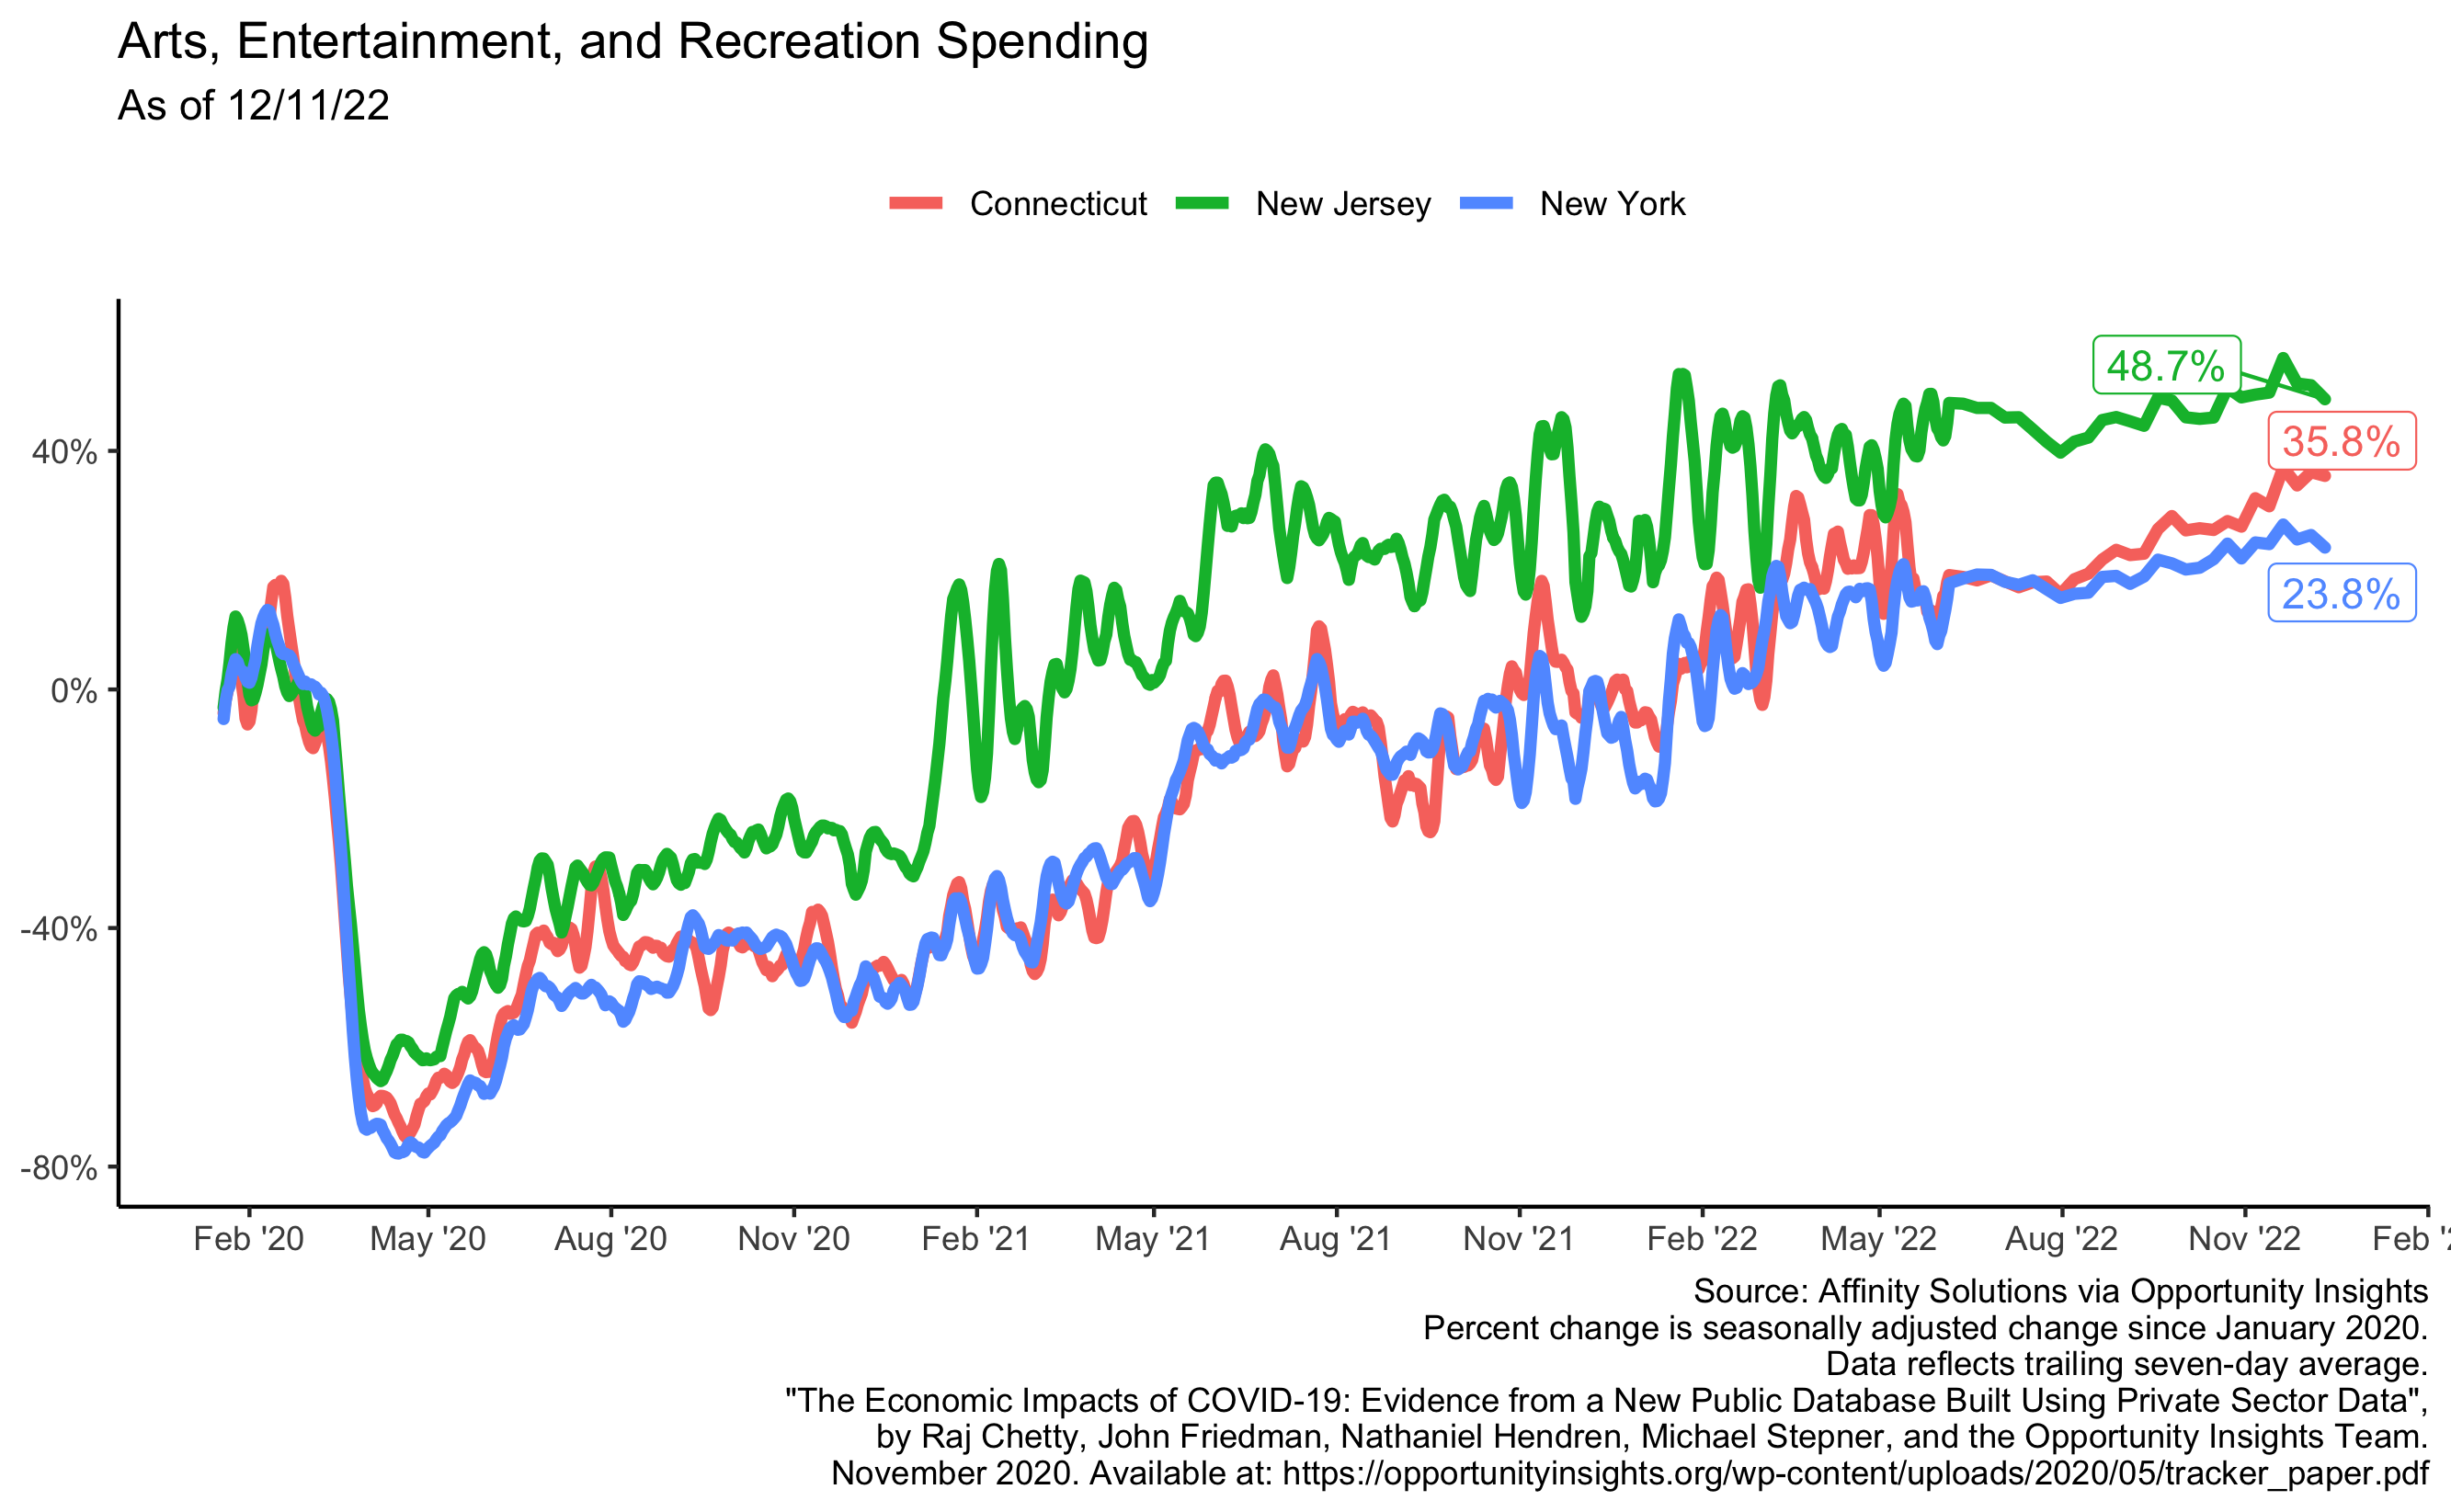 Arts, Entertainment, and Recreation Spending
As of 12/11/22
Connecticut New Jersey New York
48.7%
40%
35.8%
23.8%
0%
-40%
-80%
Feb '20 May '20 Aug '20 Nov '20 Feb '21 May '21 Aug '21 Nov '21 Feb '22 May '22 Aug '22 Nov '22 Feb
Source: Affinity Solutions via Opportunity Insights
Percent change is seasonally adjusted change since January 2020.
Data reflects trailing seven-day average.
"The Economic Impacts of COVID-19: Evidence from a New Public Database Built Using Private Sector Data",
by Raj Chetty, John Friedman, Nathaniel Hendren, Michael Stepner, and the Opportunity Insights Team.
November 2020. Available at: https://opportunityinsights.org/wp-content/uploads/2020/05/tracker_paper.pdf